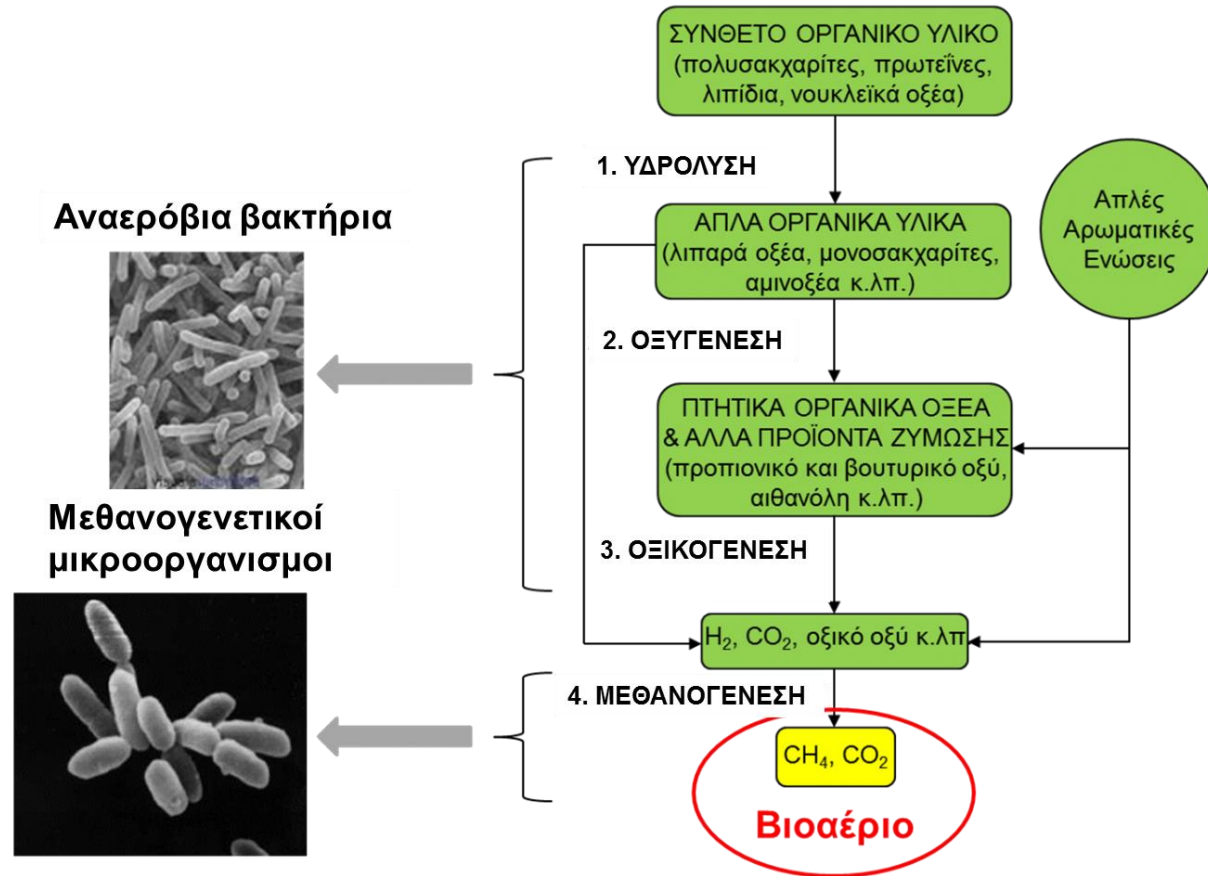 ΣΥΝΘΕΤΟ ΟΡΓΑΝΙΚΟ ΥΛΙΚΟ
(πολυσακχαρίτες, πρωτεΐνες,
λιπίδια, νουκλεϊκά οξέα)
1. ΥΔΡΟΛΥΣΗ
Αναερόβια βακτήρια
ΑΠΛΑ ΟΡΓΑΝΙΚΑ ΥΛΙΚΑ
(λιπαρά οξέα, μονοσακχαρίτες,
αμινοξέα κ.λπ.)
Απλές
Αρωματικές
Ενώσεις
2. ΟΞΥΓΕΝΕΣΗ
ΠΤΗΤΙΚΑ ΟΡΓΑΝΙΚΑ ΟΞΕΑ
& ΑΛΛΑ ΠΡΟΪΟΝΤΑ ΖΥΜΩΣΗΣ
(προπιονικό και βουτυρικό οξύ,
αιθανόλη κ.λπ.)
Μεθανογενετικοί
μικροοργανισμοι
3. ΟΞΙΚΟΓΕΝΕΣΗ
H₂, CO₂, οξικό οξύ κ.λπ
4. ΜΕΘΑΝΟΓΕΝΕΣΗ
CH₄, CO₂
Βιοαέριο